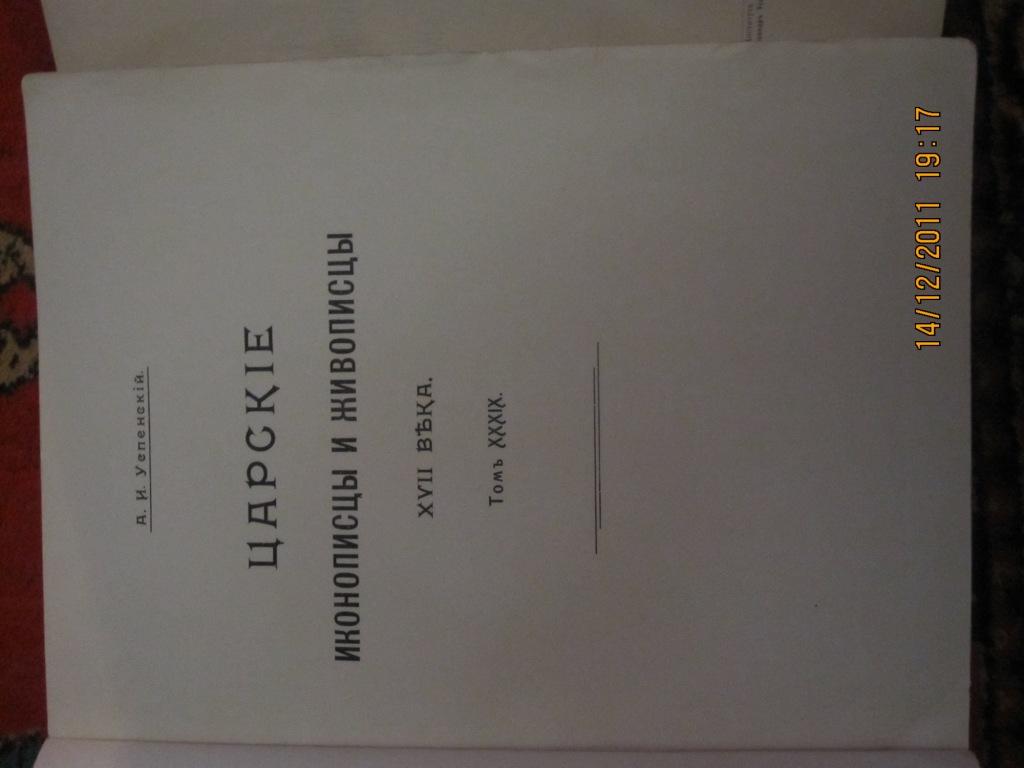 А. И. Успенскій.
ЦАРСКІЕ
ИКОНОПИСЦЫ И ЖИВОПИСЦЫ
XVII ВѢКА.
Томъ XXXIX.
14/12/2011 19:17